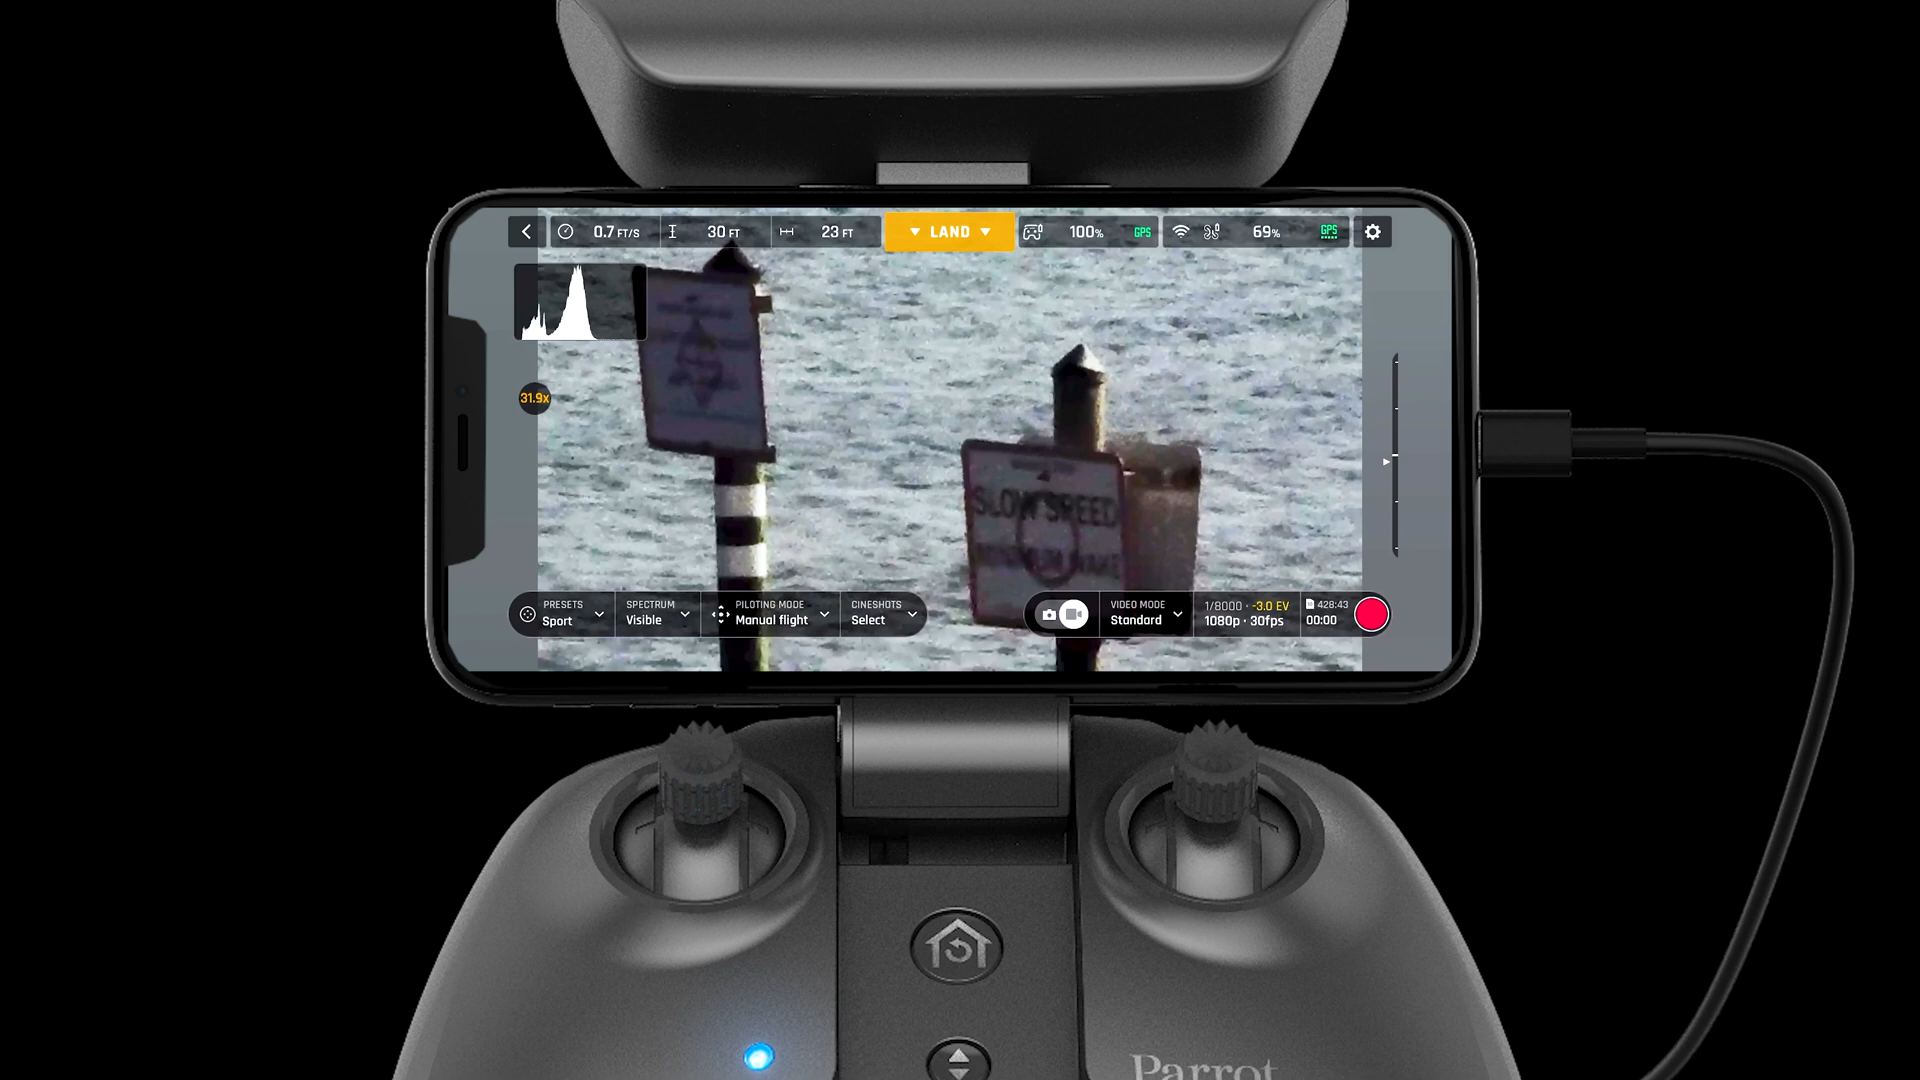 0.7 FT/S
30 FT
23 FT
LAND
100%
GPS
69%
GPS
31.9x
SLOW SPEED
MINIMUM WAKE
PRESETS
Sport
SPECTRUM
Visible
PILOTING MODE
Manual flight
CINESHOTS
Select
VIDEO MODE
Standard
1/8000 · -3.0 EV
1080p · 30fps
428:43
00:00
Parrot